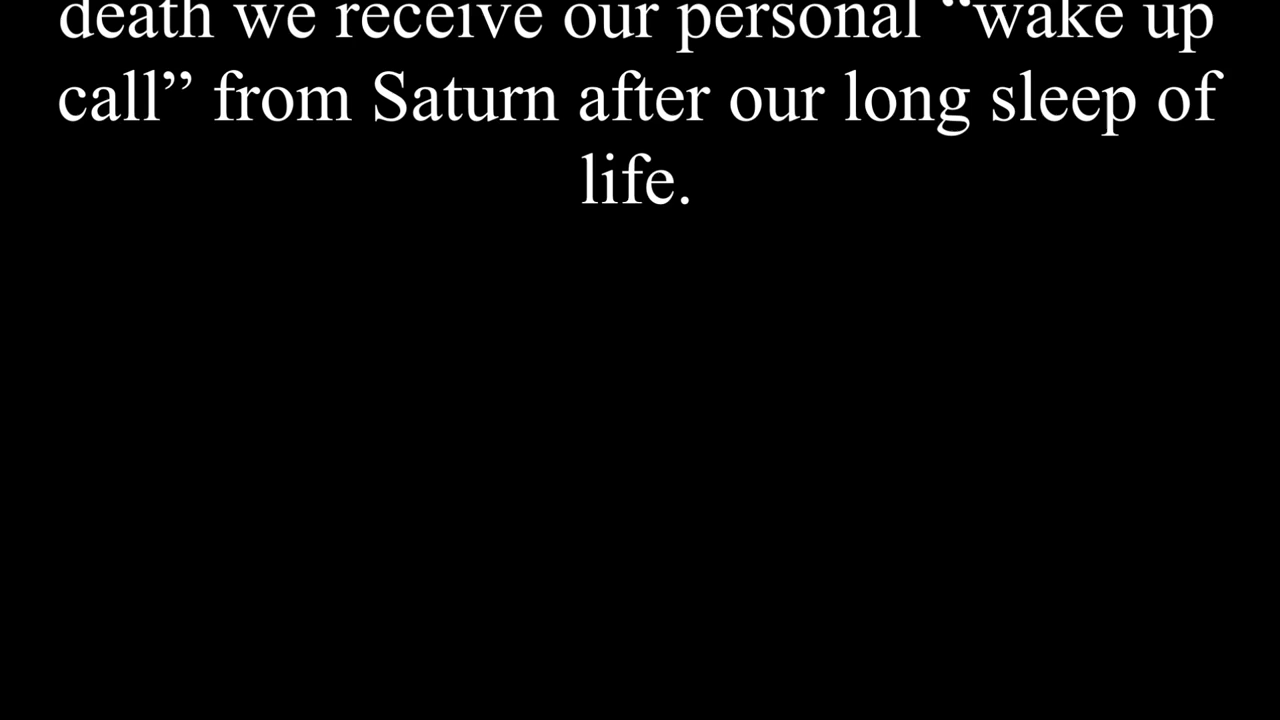 death we receive our personal “wake up
call” from Saturn after our long sleep of
life.